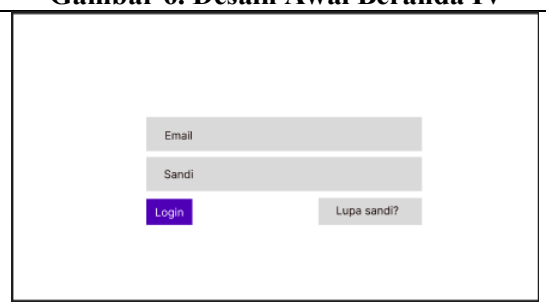 Gambar 6. Desain Awal Beranda IV
Email
Sandi
Login
Lupa sandi?